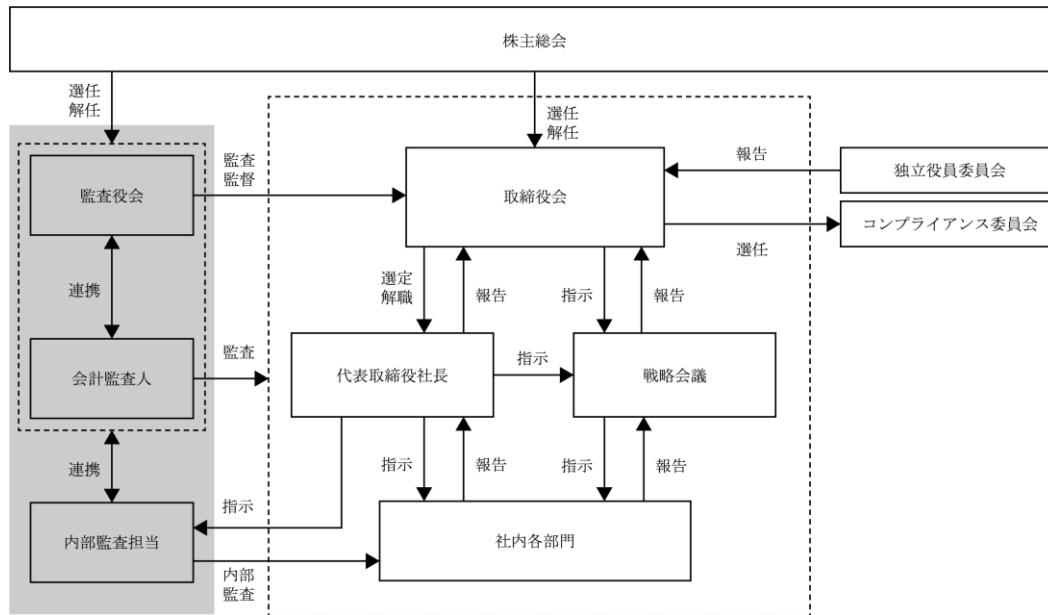 株主総会
選任
解任
選任
解任
監査役会
監査
監督
取締役会
報告
独立役員委員会
コンプライアンス委員会
選任
連携
選定
解職
報告
指示
報告
会計監査人
監査
代表取締役社長
指示
戦略会議
連携
指示
報告
指示
報告
指示
内部監査担当
社内各部門
内部
監査